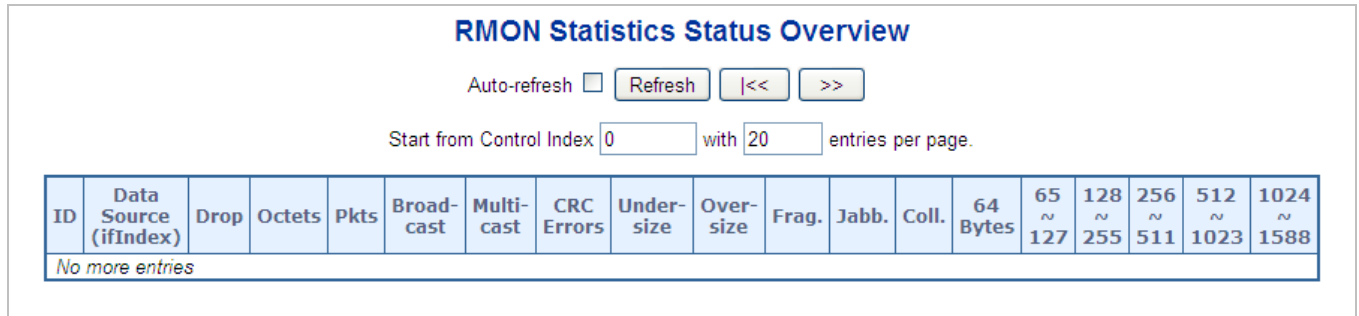 RMON Statistics Status Overview
Auto-refresh Refresh |<< >>
Start from Control Index 0 with 20 entries per page.
ID Data Source (ifIndex) Drop Octets Pkts Broad-cast Multi-cast CRC Errors Under-size Over-size Frag. Jabb. Coll. 64 Bytes 65 ~ 127 128 ~ 255 256 ~ 511 512 ~ 1023 1024 ~ 1588
No more entries